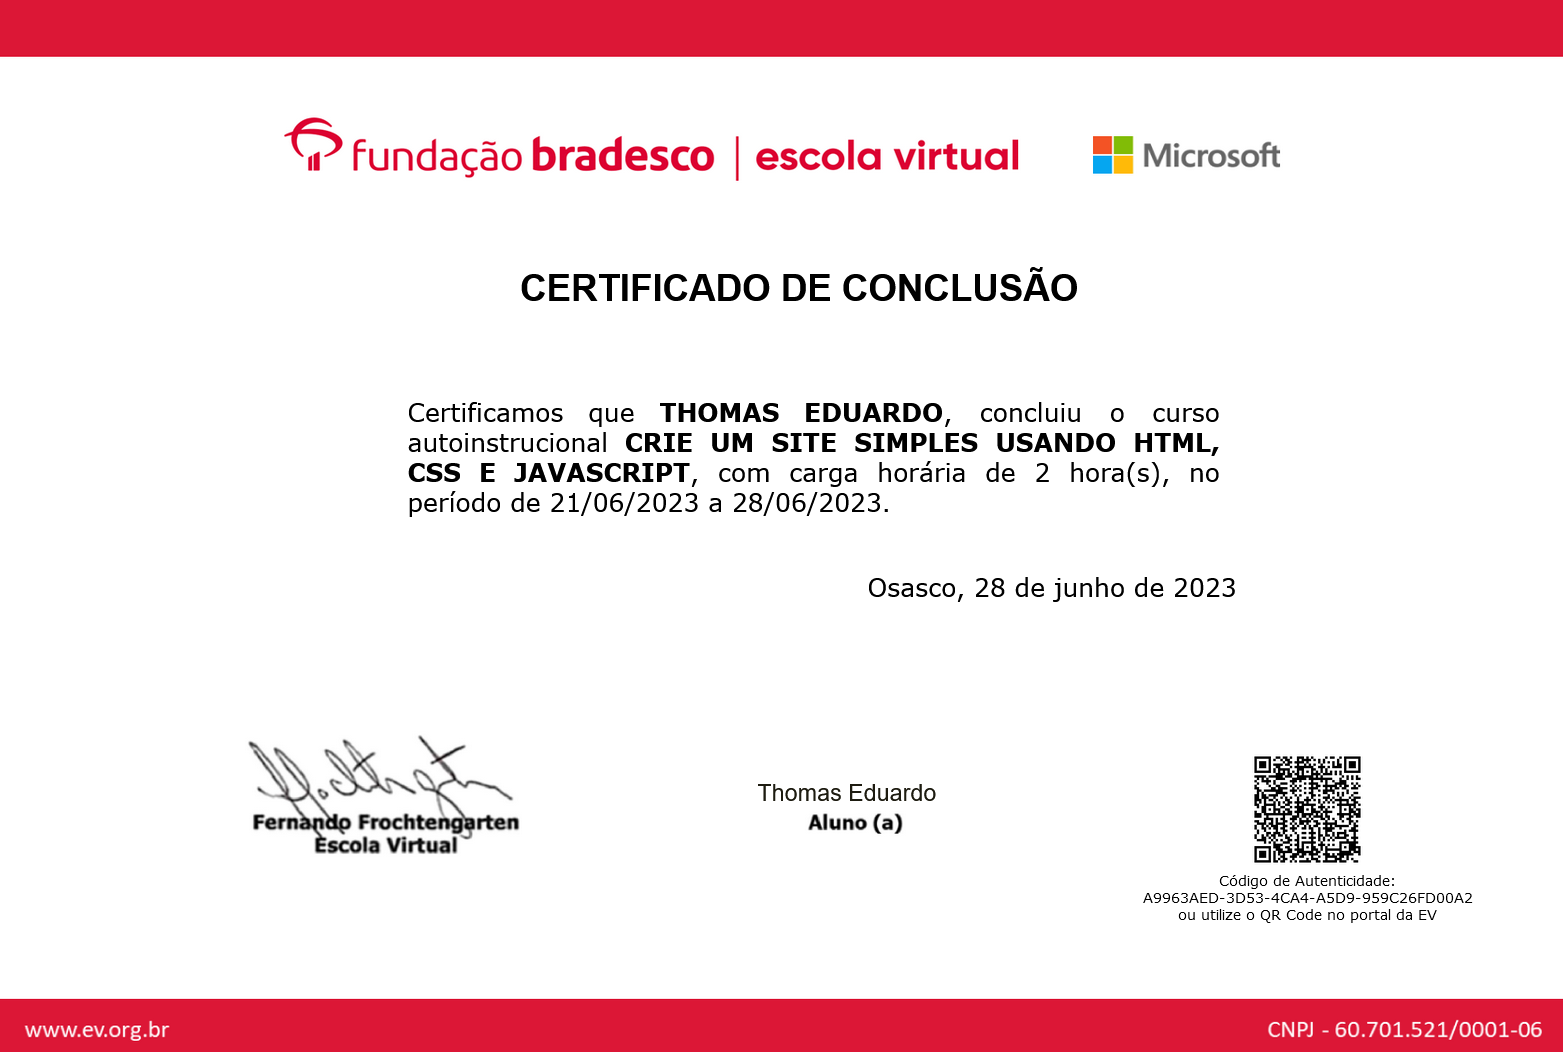 fundação bradesco | escola virtual
Microsoft
CERTIFICADO DE CONCLUSÃO
Certificamos que THOMAS EDUARDO, concluiu o curso
autoinstrucional CRIE UM SITE SIMPLES USANDO HTML,
CSS E JAVASCRIPT, com carga horária de 2 hora(s), no
período de 21/06/2023 a 28/06/2023.
Osasco, 28 de junho de 2023
Fernando Frochtengarten
Escola Virtual
Thomas Eduardo
Aluno (a)
Código de Autenticidade:
A9963AED-3D53-4CA4-A5D9-959C26FD00A2
ou utilize o QR Code no portal da EV
www.ev.org.br
CNPJ - 60.701.521/0001-06